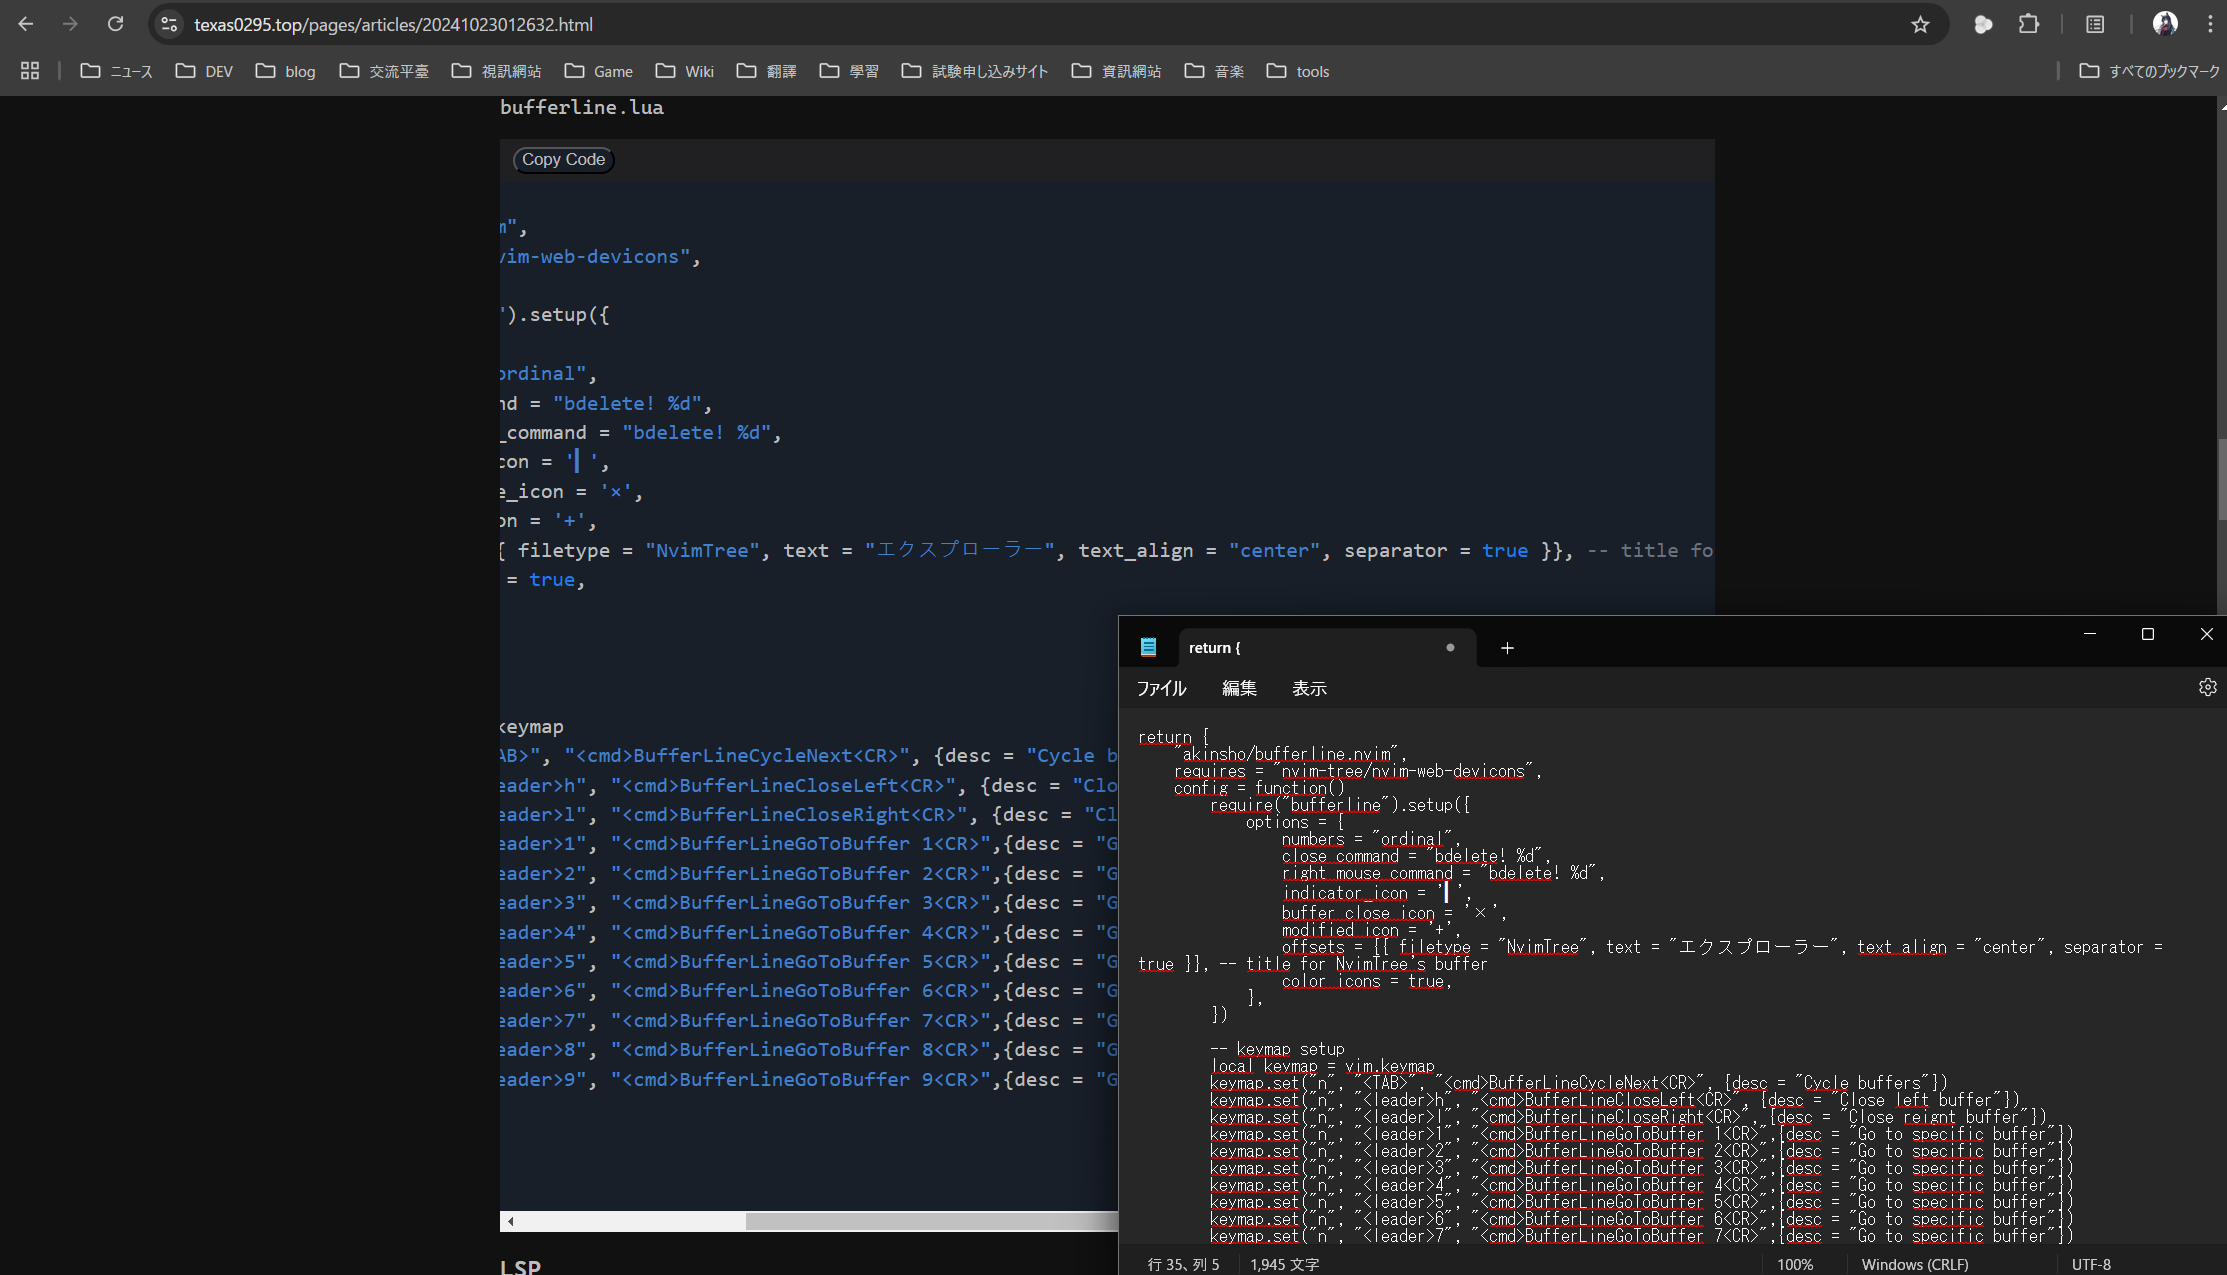 texas0295.top/pages/articles/20241023012632.html
ニュース DEV blog 交流平臺 視訊網站 Game Wiki 翻譯 學習 試験申し込みサイト 資訊網站 音楽 tools すべてのブックマーク
bufferline.lua
Copy Code
",
vim-web-devicons",
').setup({
ordinal",
nd = "bdelete! %d",
_command = "bdelete! %d",
con = '▎',
e_icon = '×',
on = '+',
{ filetype = "NvimTree", text = "エクスプローラー", text_align = "center", separator = true }}, -- title fo
= true,
keymap
AB>", "<cmd>BufferLineCycleNext<CR>", {desc = "Cycle b
eader>h", "<cmd>BufferLineCloseLeft<CR>", {desc = "Clo
eader>l", "<cmd>BufferLineCloseRight<CR>", {desc = "Cl
eader>1", "<cmd>BufferLineGoToBuffer 1<CR>",{desc = "G
eader>2", "<cmd>BufferLineGoToBuffer 2<CR>",{desc = "G
eader>3", "<cmd>BufferLineGoToBuffer 3<CR>",{desc = "G
eader>4", "<cmd>BufferLineGoToBuffer 4<CR>",{desc = "G
eader>5", "<cmd>BufferLineGoToBuffer 5<CR>",{desc = "G
eader>6", "<cmd>BufferLineGoToBuffer 6<CR>",{desc = "G
eader>7", "<cmd>BufferLineGoToBuffer 7<CR>",{desc = "G
eader>8", "<cmd>BufferLineGoToBuffer 8<CR>",{desc = "G
eader>9", "<cmd>BufferLineGoToBuffer 9<CR>",{desc = "G
LSP
return {
ファイル 編集 表示
return {
"akinsho/bufferline.nvim",
requires = "nvim-tree/nvim-web-devicons",
config = function()
require("bufferline").setup({
options = {
numbers = "ordinal",
close_command = "bdelete! %d",
right_mouse_command = "bdelete! %d",
indicator_icon = '▎',
buffer_close_icon = '×',
modified_icon = '+',
offsets = {{ filetype = "NvimTree", text = "エクスプローラー", text_align = "center", separator =
true }}, -- title for NvimTree's buffer
color_icons = true,
},
})
-- keymap setup
local keymap = vim.keymap
keymap.set("n", "<TAB>", "<cmd>BufferLineCycleNext<CR>", {desc = "Cycle buffers"})
keymap.set("n", "<leader>h", "<cmd>BufferLineCloseLeft<CR>", {desc = "Close left buffer"})
keymap.set("n", "<leader>l", "<cmd>BufferLineCloseRight<CR>", {desc = "Close reignt buffer"})
keymap.set("n", "<leader>1", "<cmd>BufferLineGoToBuffer 1<CR>",{desc = "Go to specific buffer"})
keymap.set("n", "<leader>2", "<cmd>BufferLineGoToBuffer 2<CR>",{desc = "Go to specific buffer"})
keymap.set("n", "<leader>3", "<cmd>BufferLineGoToBuffer 3<CR>",{desc = "Go to specific buffer"})
keymap.set("n", "<leader>4", "<cmd>BufferLineGoToBuffer 4<CR>",{desc = "Go to specific buffer"})
keymap.set("n", "<leader>5", "<cmd>BufferLineGoToBuffer 5<CR>",{desc = "Go to specific buffer"})
keymap.set("n", "<leader>6", "<cmd>BufferLineGoToBuffer 6<CR>",{desc = "Go to specific buffer"})
keymap.set("n", "<leader>7", "<cmd>BufferLineGoToBuffer 7<CR>",{desc = "Go to specific buffer"})
行 35、列 5 1,945 文字 100% Windows (CRLF) UTF-8